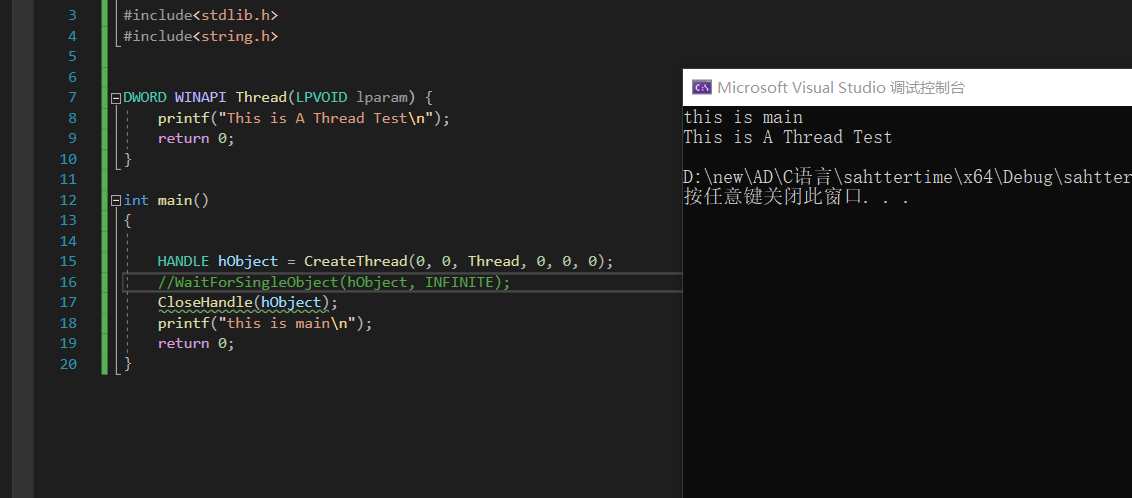 3 #include<stdlib.h>
4 #include<string.h>
5
6
7 DWORD WINAPI Thread(LPVOID lparam) {
8 printf("This is A Thread Test\n");
9 return 0;
10 }
11
12 int main()
13 {
14
15 HANDLE hObject = CreateThread(0, 0, Thread, 0, 0, 0);
16 //WaitForSingleObject(hObject, INFINITE);
17 CloseHandle(hObject);
18 printf("this is main\n");
19 return 0;
20 }
Microsoft Visual Studio 调试控制台
this is main
This is A Thread Test
D:\new\AD\C语言\sahttertime\x64\Debug\sahtter
按任意键关闭此窗口. . .